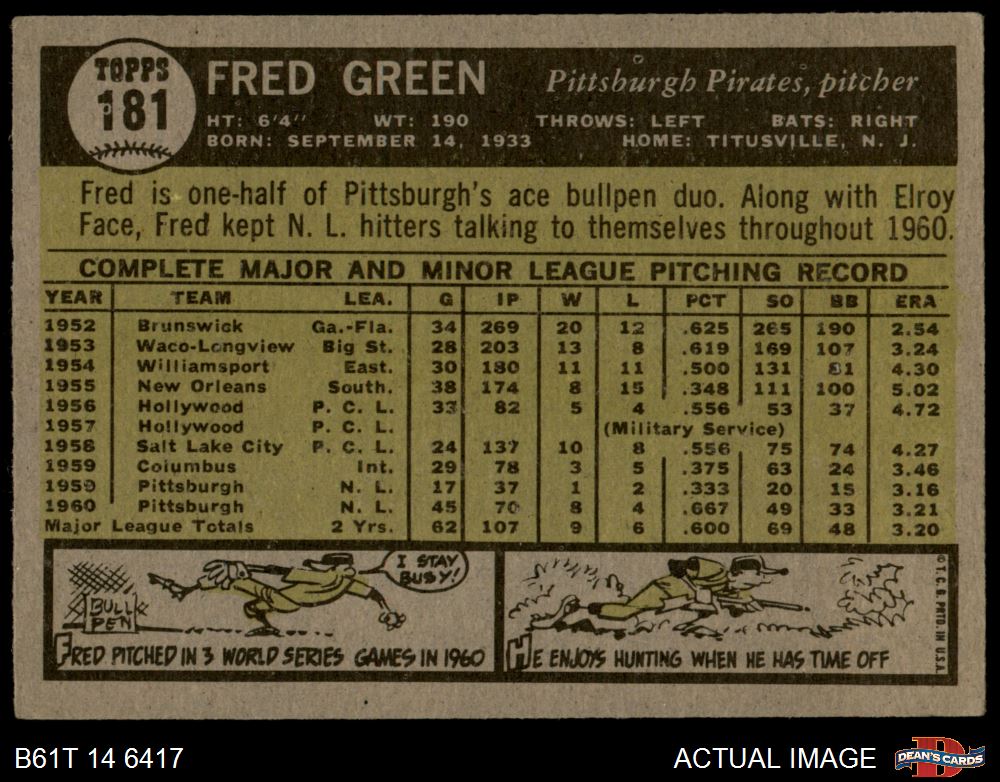 TOPPS
181
FRED GREEN Pittsburgh Pirates, pitcher
HT: 6'4" WT: 190 THROWS: LEFT BATS: RIGHT
BORN: SEPTEMBER 14, 1933 HOME: TITUSVILLE, N. J.
Fred is one-half of Pittsburgh's ace bullpen duo. Along with Elroy
Face, Fred kept N. L. hitters talking to themselves throughout 1960.
COMPLETE MAJOR AND MINOR LEAGUE PITCHING RECORD
YEAR TEAM LEA. G IP W L PCT SO BB ERA
1952 Brunswick Ga.-Fla. 34 269 20 12 .625 265 190 2.54
1953 Waco-Longview Big St. 28 203 13 8 .619 169 107 3.24
1954 Williamsport East. 30 180 11 11 .500 131 81 4.30
1955 New Orleans South. 38 174 8 15 .348 111 100 5.02
1956 Hollywood P. C. L. 33 82 5 4 .556 53 37 4.72
1957 Hollywood P. C. L. (Military Service)
1958 Salt Lake City P. C. L. 24 137 10 8 .556 75 74 4.27
1959 Columbus Int. 29 78 3 5 .375 63 24 3.46
1959 Pittsburgh N. L. 17 37 1 2 .333 20 15 3.16
1960 Pittsburgh N. L. 45 70 8 4 .667 49 33 3.21
Major League Totals 2 Yrs. 62 107 9 6 .600 69 48 3.20
I STAY
BUSY!
BULL
PEN
FRED PITCHED IN 3 WORLD SERIES GAMES IN 1960
HE ENJOYS HUNTING WHEN HE HAS TIME OFF
© T. C. G. PRTD. IN U.S.A.
B61T 14 6417
ACTUAL IMAGE
D
DEAN'S CARDS